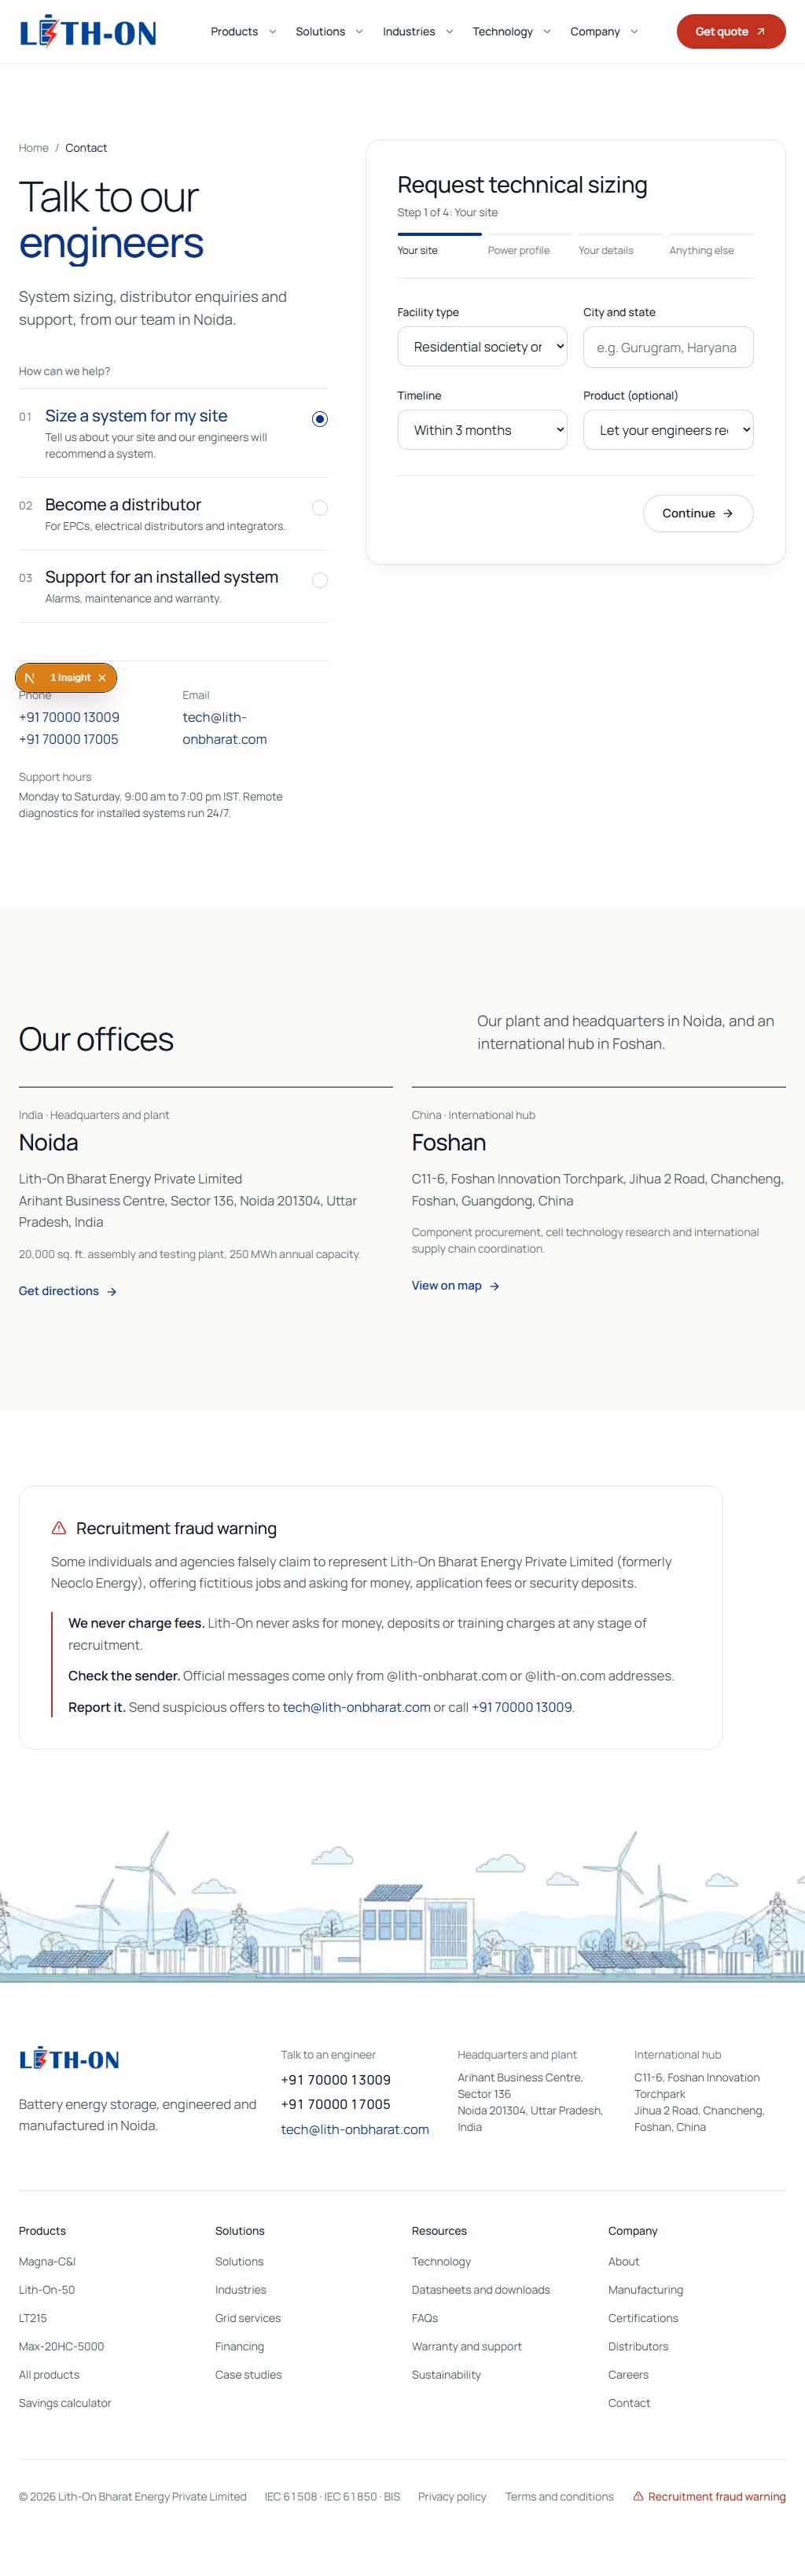 LITH-ON
Products
Solutions
Industries
Technology
Company
Get quote
Home / Contact
Talk to our
engineers
System sizing, distributor enquiries and
support, from our team in Noida.
How can we help?
01
Size a system for my site
Tell us about your site and our engineers will
recommend a system.
02
Become a distributor
For EPCs, electrical distributors and integrators.
03
Support for an installed system
Alarms, maintenance and warranty.
N 1 Insight
Phone
+91 70000 13009
+91 70000 17005
Email
tech@lith-
onbharat.com
Support hours
Monday to Saturday, 9:00 am to 7:00 pm IST. Remote
diagnostics for installed systems run 24/7.
Request technical sizing
Step 1 of 4: Your site
Your site
Power profile
Your details
Anything else
Facility type
Residential society or
City and state
e.g. Gurugram, Haryana
Timeline
Within 3 months
Product (optional)
Let your engineers re
Continue
Our offices
Our plant and headquarters in Noida, and an
international hub in Foshan.
India · Headquarters and plant
Noida
Lith-On Bharat Energy Private Limited
Arihant Business Centre, Sector 136, Noida 201304, Uttar
Pradesh, India
20,000 sq. ft. assembly and testing plant, 250 MWh annual capacity.
Get directions
China · International hub
Foshan
C11-6, Foshan Innovation Torchpark, Jihua 2 Road, Chancheng,
Foshan, Guangdong, China
Component procurement, cell technology research and international
supply chain coordination.
View on map
Recruitment fraud warning
Some individuals and agencies falsely claim to represent Lith-On Bharat Energy Private Limited (formerly
Neoclo Energy), offering fictitious jobs and asking for money, application fees or security deposits.
We never charge fees. Lith-On never asks for money, deposits or training charges at any stage of
recruitment.
Check the sender. Official messages come only from @lith-onbharat.com or @lith-on.com addresses.
Report it. Send suspicious offers to tech@lith-onbharat.com or call +91 70000 13009.
LITH-ON
Battery energy storage, engineered and
manufactured in Noida.
Talk to an engineer
+91 70000 13009
+91 70000 17005
tech@lith-onbharat.com
Headquarters and plant
Arihant Business Centre,
Sector 136
Noida 201304, Uttar Pradesh,
India
International hub
C11-6, Foshan Innovation
Torchpark
Jihua 2 Road, Chancheng,
Foshan, China
Products
Magna-C&I
Lith-On-50
LT215
Max-20HC-5000
All products
Savings calculator
Solutions
Solutions
Industries
Grid services
Financing
Case studies
Resources
Technology
Datasheets and downloads
FAQs
Warranty and support
Sustainability
Company
About
Manufacturing
Certifications
Distributors
Careers
Contact
© 2026 Lith-On Bharat Energy Private Limited
IEC 61508 · IEC 61850 · BIS
Privacy policy
Terms and conditions
Recruitment fraud warning